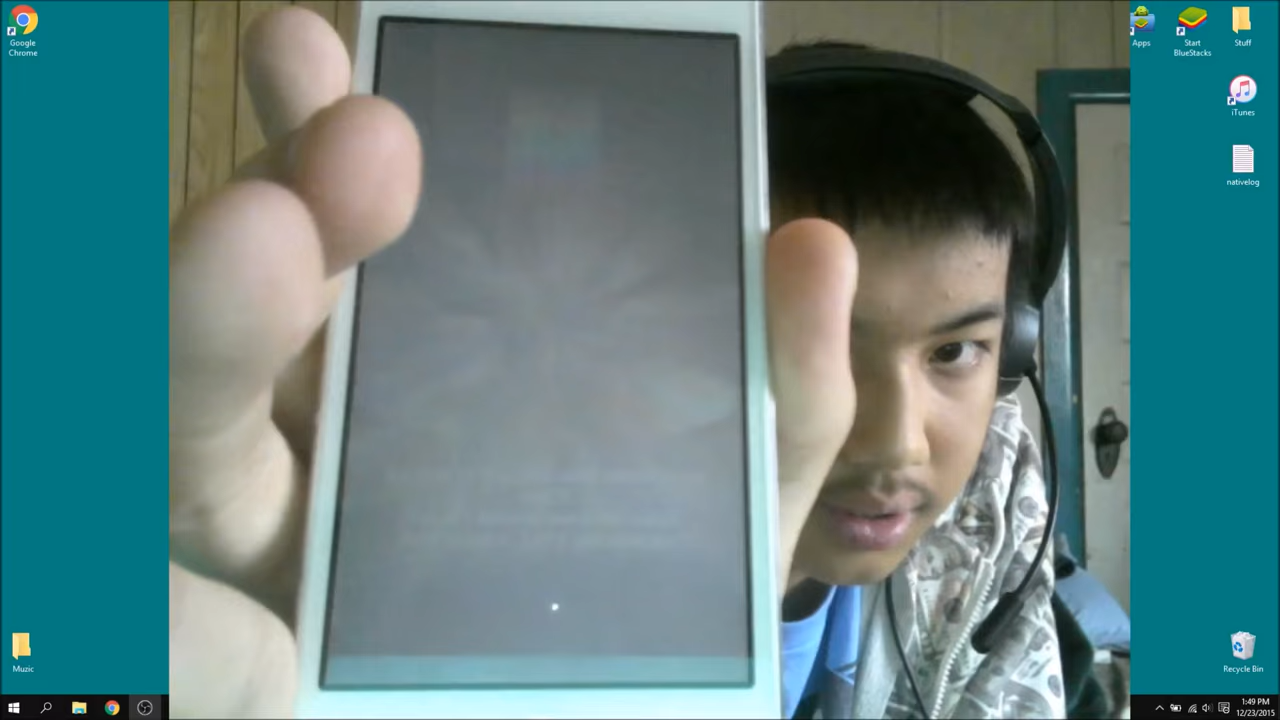 Google
Chrome
Apps
Start
BlueStacks
Stuff
iTunes
nativelog
Muzic
Recycle Bin
1:49 PM
12/23/2015